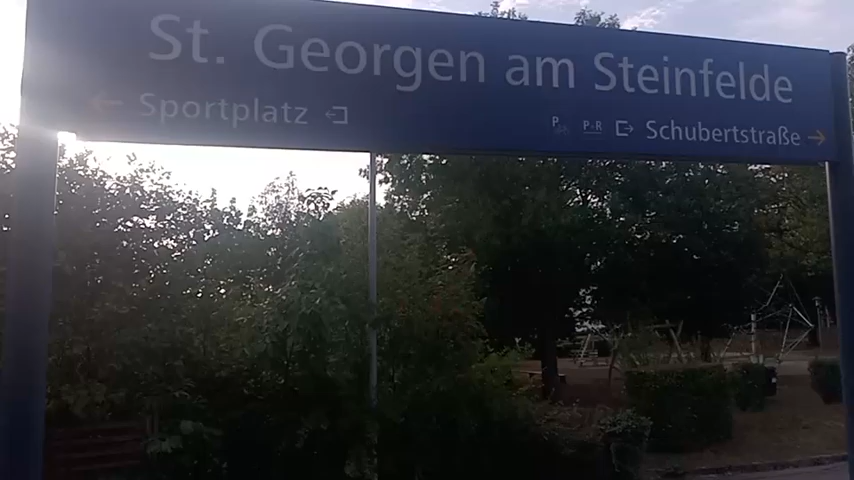 St. Georgen am Steinfelde
← Sportplatz
P P+R Schubertstraße →